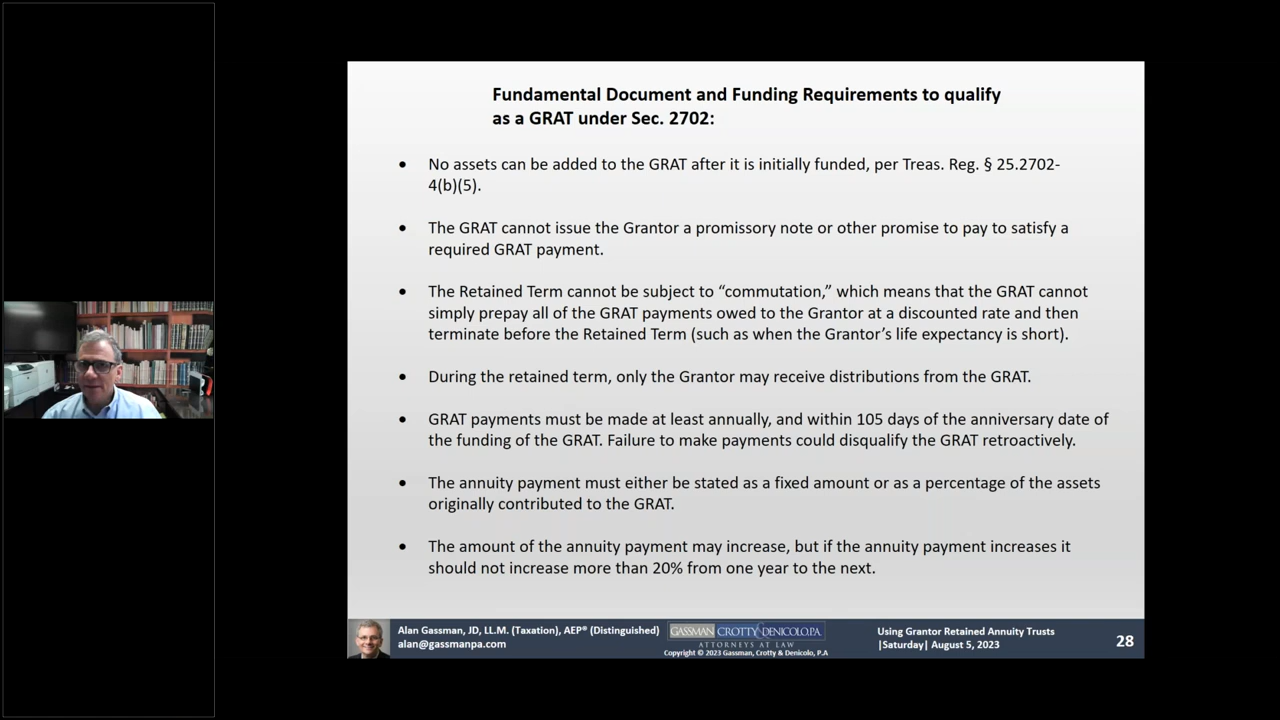 Fundamental Document and Funding Requirements to qualify
as a GRAT under Sec. 2702:
• No assets can be added to the GRAT after it is initially funded, per Treas. Reg. § 25.2702-
4(b)(5).
• The GRAT cannot issue the Grantor a promissory note or other promise to pay to satisfy a
required GRAT payment.
• The Retained Term cannot be subject to “commutation,” which means that the GRAT cannot
simply prepay all of the GRAT payments owed to the Grantor at a discounted rate and then
terminate before the Retained Term (such as when the Grantor’s life expectancy is short).
• During the retained term, only the Grantor may receive distributions from the GRAT.
• GRAT payments must be made at least annually, and within 105 days of the anniversary date of
the funding of the GRAT. Failure to make payments could disqualify the GRAT retroactively.
• The annuity payment must either be stated as a fixed amount or as a percentage of the assets
originally contributed to the GRAT.
• The amount of the annuity payment may increase, but if the annuity payment increases it
should not increase more than 20% from one year to the next.
Alan Gassman, JD, LL.M. (Taxation), AEP® (Distinguished)
alan@gassmanpa.com
GASSMAN CROTTY & DENICOLO, P.A.
ATTORNEYS AT LAW
Copyright © 2023 Gassman, Crotty & Denicolo, P.A
Using Grantor Retained Annuity Trusts
|Saturday| August 5, 2023
28